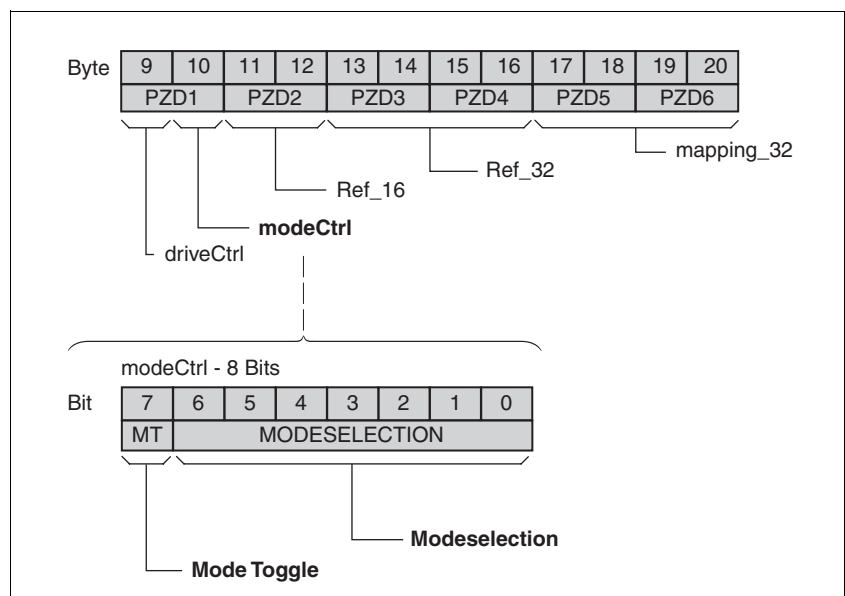 Byte 9 10 11 12 13 14 15 16 17 18 19 20
PZD1 PZD2 PZD3 PZD4 PZD5 PZD6
mapping_32
Ref_32
Ref_16
modeCtrl
driveCtrl
modeCtrl - 8 Bits
Bit 7 6 5 4 3 2 1 0
MT MODESELECTION
Modeselection
Mode Toggle